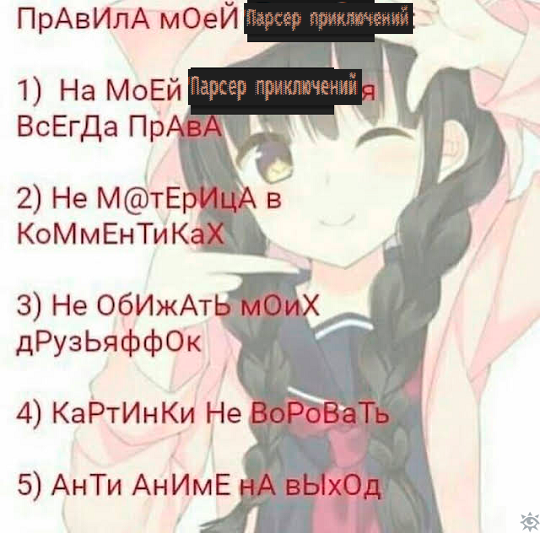 ПрАвИлА мОеЙ Парсер приключений
1) На МоЕй Парсер приключений я
ВсЕгДа ПрАвА
2) Не М@тЕрИцА в
КоМмЕнТиКаХ
3) Не ОбИжАтЬ мОиХ
дРузЬяффОк
4) КаРтИнКи Не ВоРоВаТь
5) АнТи АнИмЕ нА вЫхОд